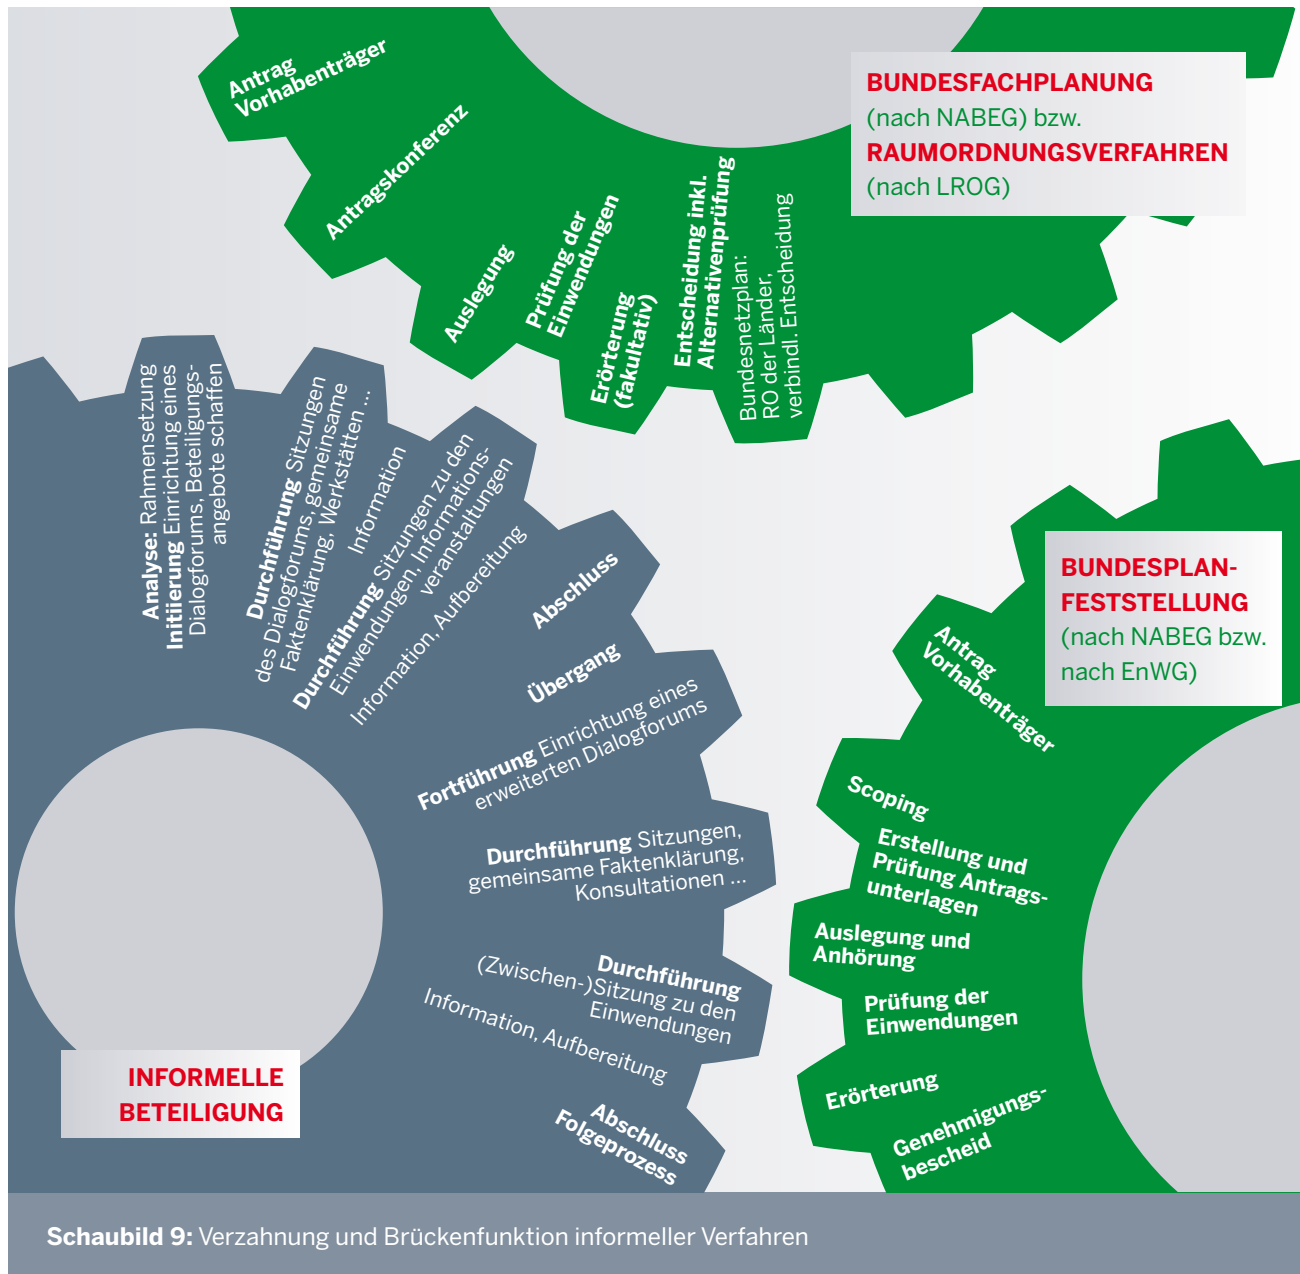 Antrag
Vorhabenträger
Antragskonferenz
Auslegung
Prüfung der
Einwendungen
Erörterung
(fakultativ)
Entscheidung inkl.
Alternativenprüfung
Bundesnetzplan:
RO der Länder,
verbindl. Entscheidung
BUNDESFACHPLANUNG
(nach NABEG) bzw.
RAUMORDNUNGSVERFAHREN
(nach LROG)
Analyse: Rahmensetzung
Initiierung Einrichtung eines
Dialogforums, Beteiligungs-
angebote schaffen
Durchführung Sitzungen
des Dialogforums, gemeinsame
Faktenklärung, Werkstätten ...
Information
Durchführung Sitzungen zu den
Einwendungen, Informations-
veranstaltungen
Information, Aufbereitung
Abschluss
Übergang
Fortführung Einrichtung eines
erweiterten Dialogforums
Durchführung Sitzungen,
gemeinsame Faktenklärung,
Konsultationen ...
Durchführung
(Zwischen-)Sitzung zu den
Einwendungen
Information, Aufbereitung
Abschluss
Folgeprozess
INFORMELLE
BETEILIGUNG
BUNDESPLAN-
FESTSTELLUNG
(nach NABEG bzw.
nach EnWG)
Antrag
Vorhabenträger
Scoping
Erstellung und
Prüfung Antrags-
unterlagen
Auslegung und
Anhörung
Prüfung der
Einwendungen
Erörterung
Genehmigungs-
bescheid
Schaubild 9: Verzahnung und Brückenfunktion informeller Verfahren